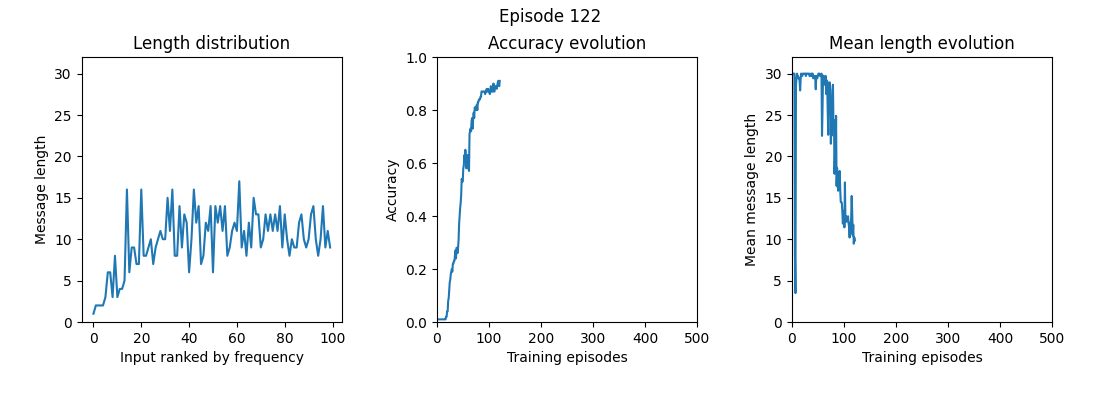 Episode 122
Length distribution
Accuracy evolution
Mean length evolution
Message length
30
25
20
15
10
5
0
0 20 40 60 80 100
Input ranked by frequency
Accuracy
1.0
0.8
0.6
0.4
0.2
0.0
0 100 200 300 400 500
Training episodes
Mean message length
30
25
20
15
10
5
0
0 100 200 300 400 500
Training episodes